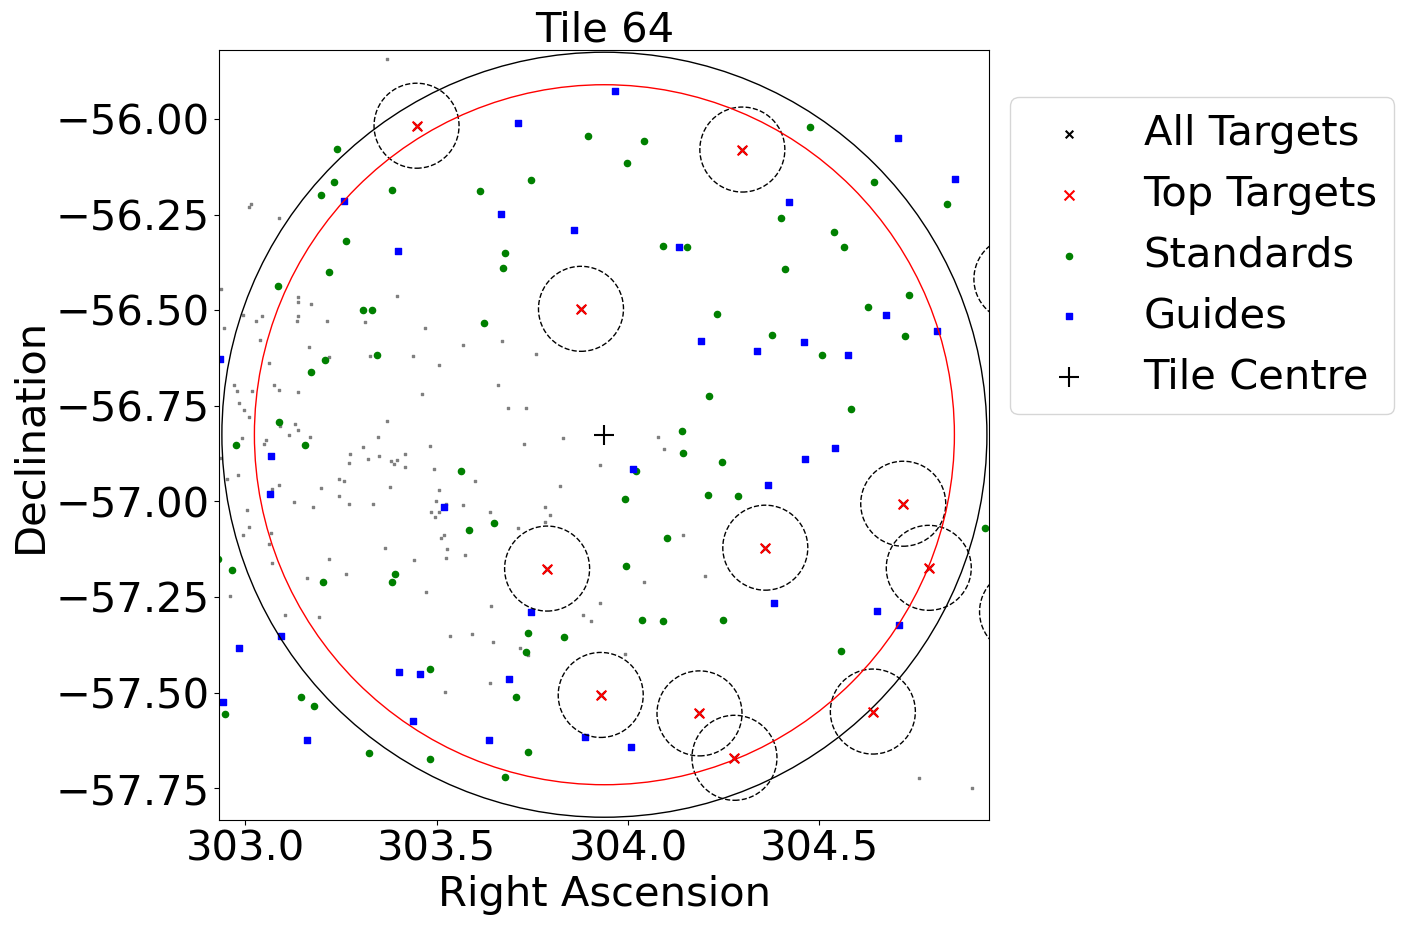 Tile 64
−56.00
−56.25
−56.50
−56.75
−57.00
−57.25
−57.50
−57.75
Declination
303.0 303.5 304.0 304.5
Right Ascension
All Targets
Top Targets
Standards
Guides
Tile Centre